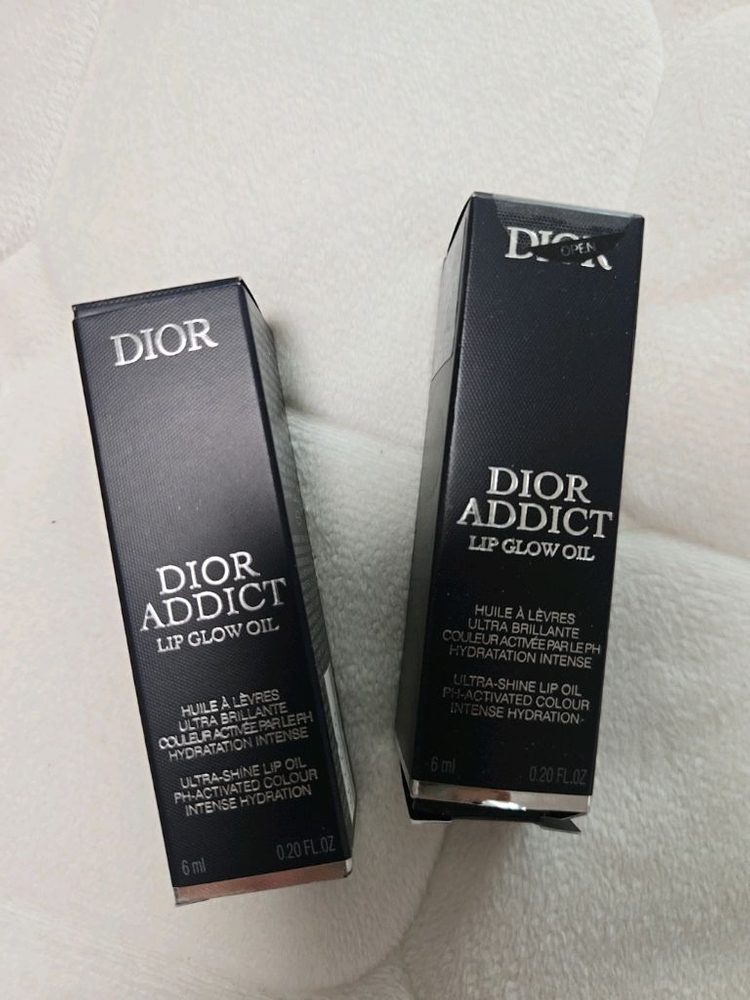 DIOR
DIOR
ADDICT
LIP GLOW OIL
HUILE À LÈVRES
ULTRA BRILLANTE
COULEUR ACTIVÉE PAR LE PH
HYDRATATION INTENSE
ULTRA-SHINE LIP OIL
PH-ACTIVATED COLOUR
INTENSE HYDRATION
6 ml 0.20 FL.OZ
DIOR
OPEN
DIOR
ADDICT
LIP GLOW OIL
HUILE À LÈVRES
ULTRA BRILLANTE
COULEUR ACTIVÉE PAR LE PH
HYDRATATION INTENSE
ULTRA-SHINE LIP OIL
PH-ACTIVATED COLOUR
INTENSE HYDRATION
6 ml 0.20 FL.OZ